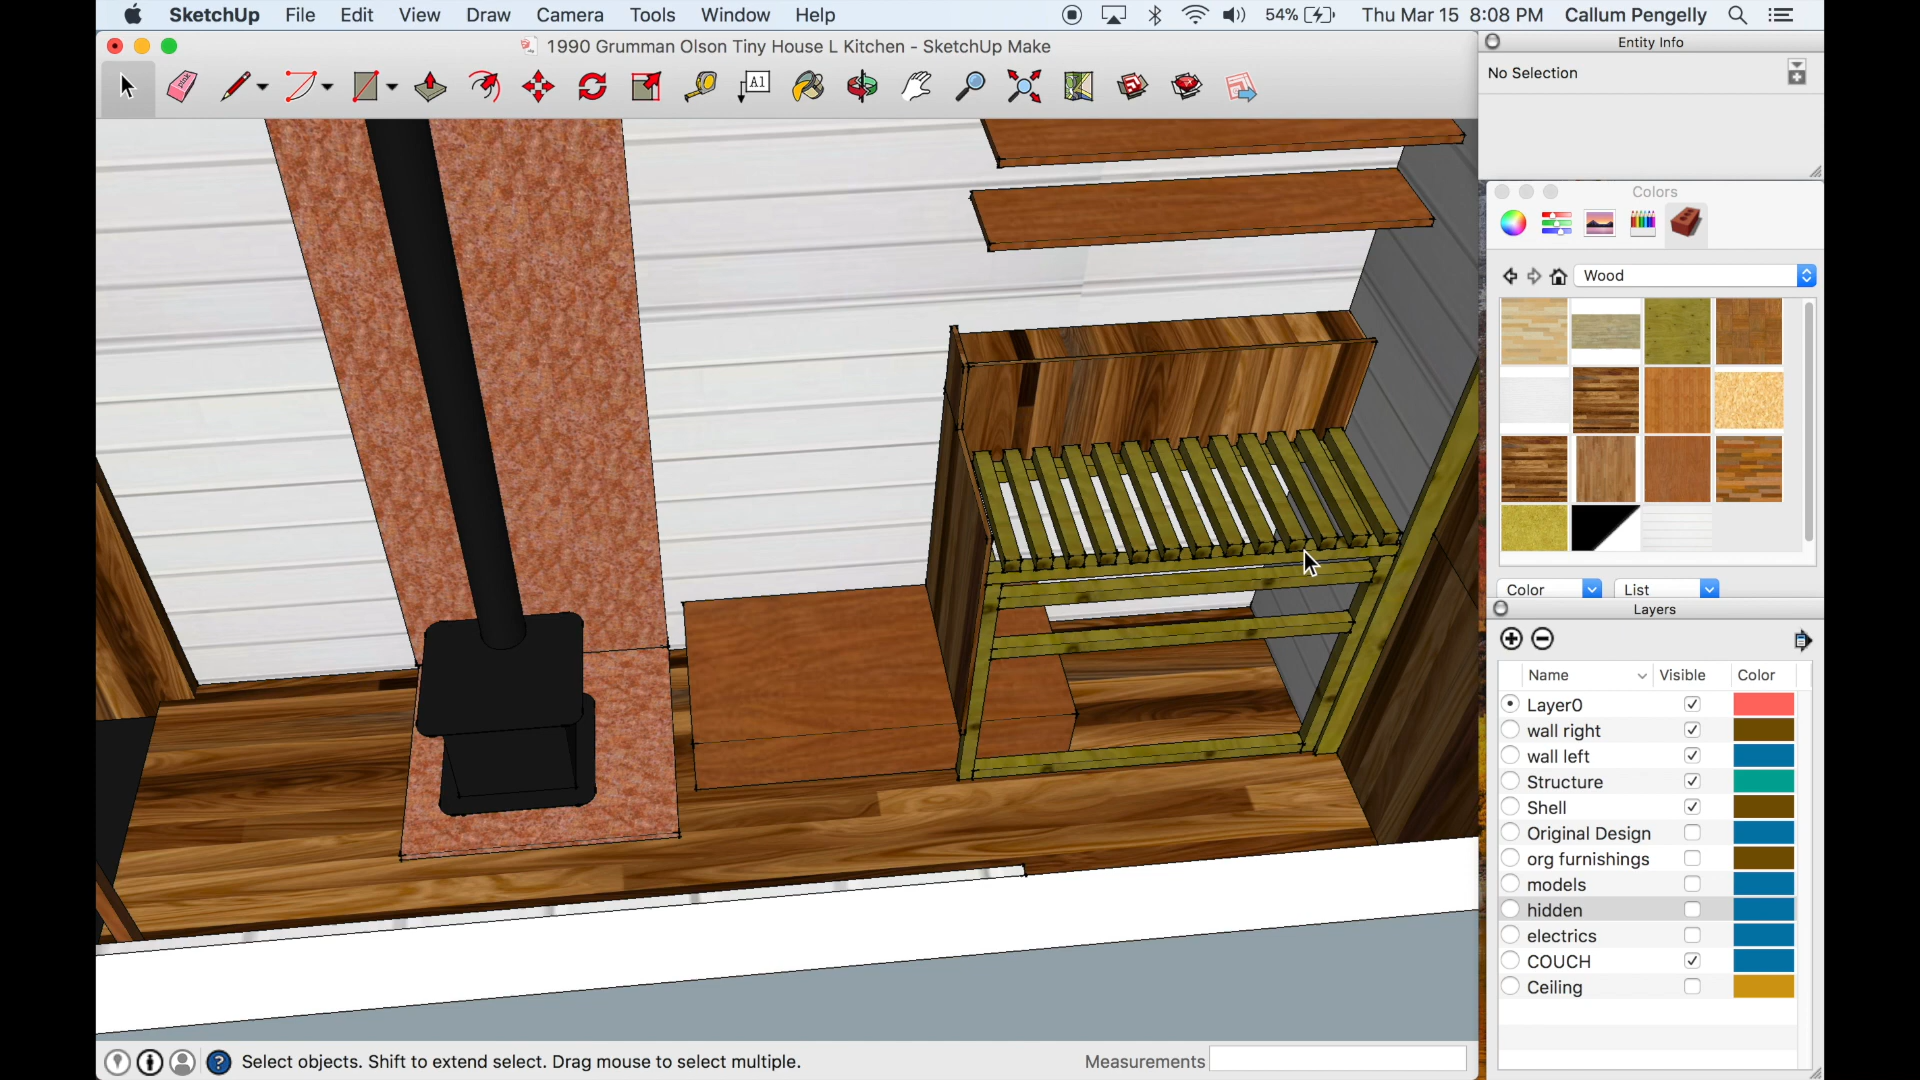 SketchUp File Edit View Draw Camera Tools Window Help 54% Thu Mar 15 8:08 PM Callum Pengelly
1990 Grumman Olson Tiny House L Kitchen - SketchUp Make
A1
Entity Info
No Selection
Colors
Wood
Color List
Layers
Name Visible Color
Layer0
wall right
wall left
Structure
Shell
Original Design
org furnishings
models
hidden
electrics
COUCH
Ceiling
Select objects. Shift to extend select. Drag mouse to select multiple.
Measurements